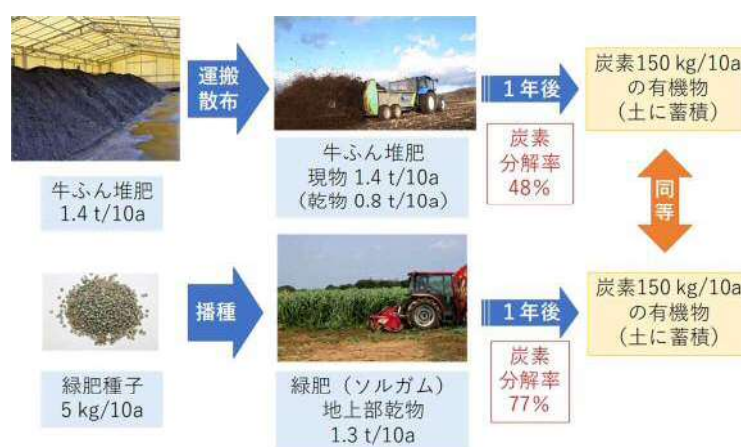 運搬
散布
牛ふん堆肥
1.4 t/10a
牛ふん堆肥
現物 1.4 t/10a
（乾物 0.8 t/10a）
１年後
炭素
分解率
48%
炭素150 kg/10a
の有機物
（土に蓄積）
同等
緑肥種子
5 kg/10a
播種
緑肥（ソルガム）
地上部乾物
1.3 t/10a
１年後
炭素
分解率
77%
炭素150 kg/10a
の有機物
（土に蓄積）